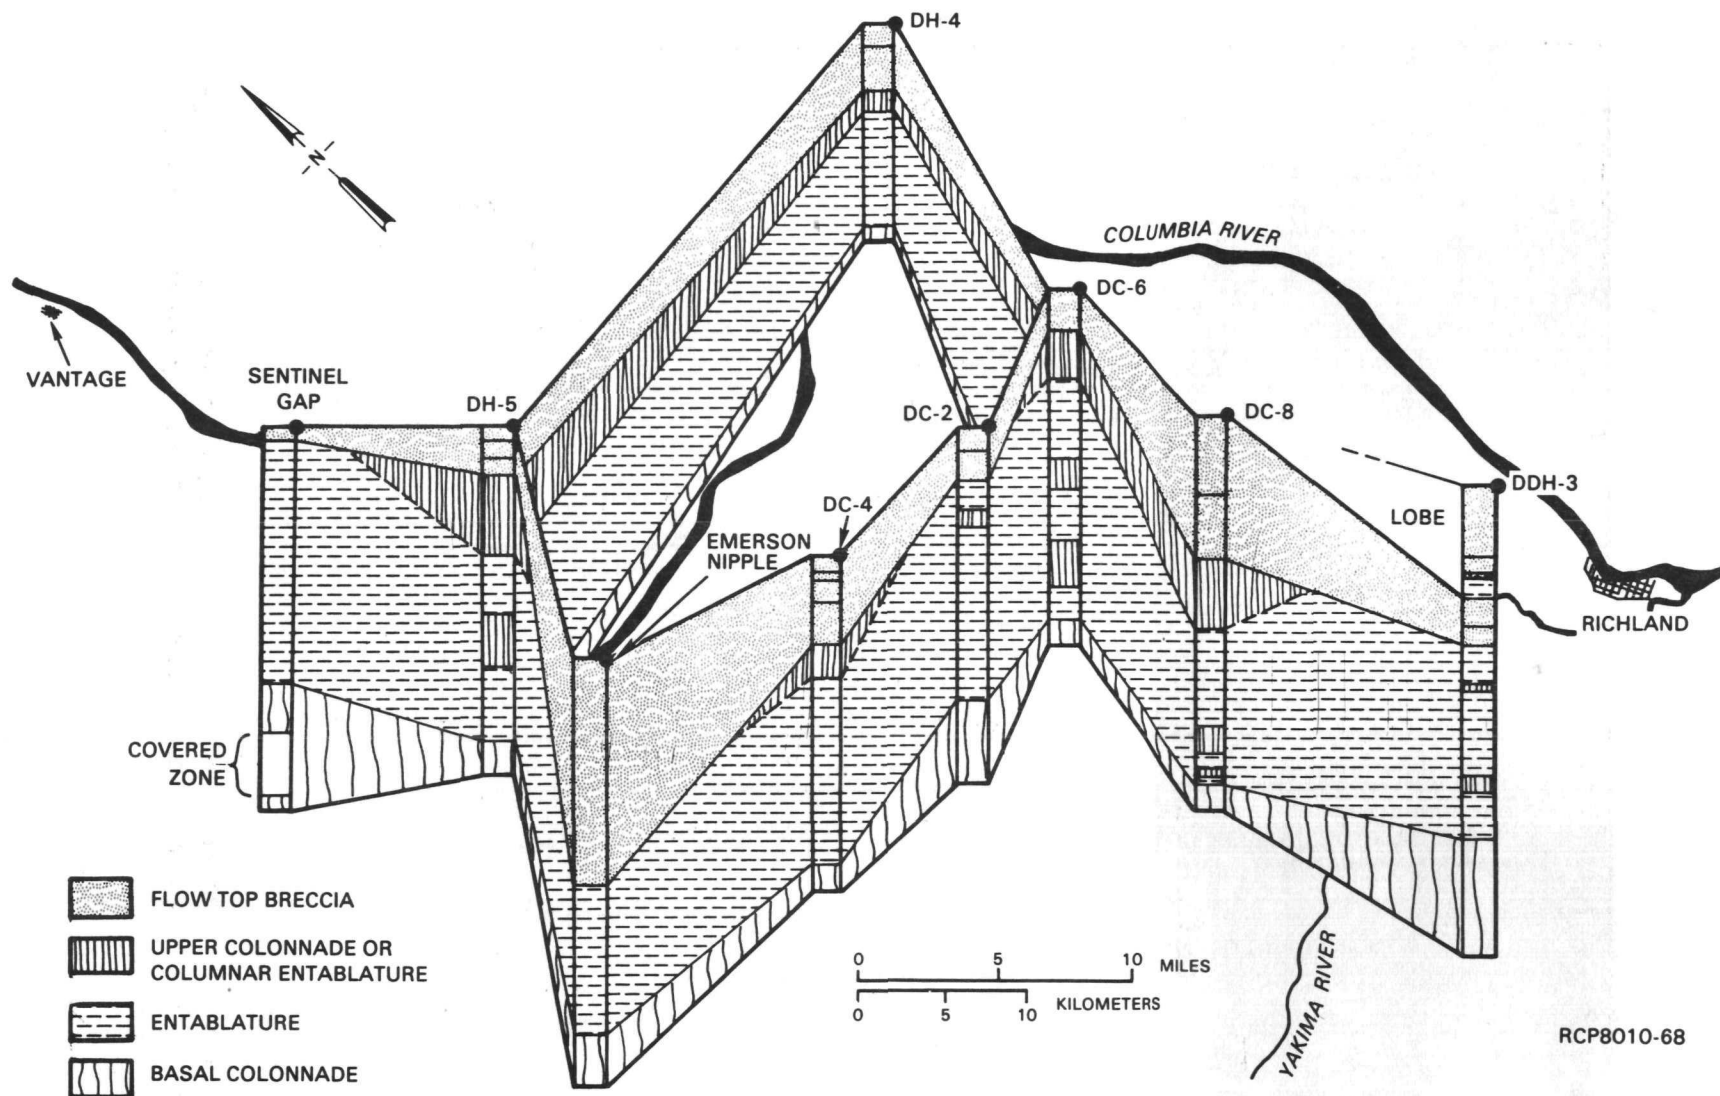 DH-4
N
COLUMBIA RIVER
DC-6
VANTAGE
SENTINEL
GAP
DH-5
DC-2
DC-8
DC-4
EMERSON
NIPPLE
DDH-3
LOBE
RICHLAND
COVERED
ZONE
FLOW TOP BRECCIA
UPPER COLONNADE OR
COLUMNAR ENTABLATURE
ENTABLATURE
BASAL COLONNADE
0 5 10 MILES
KILOMETERS
0 5 10
YAKIMA RIVER
RCP8010-68